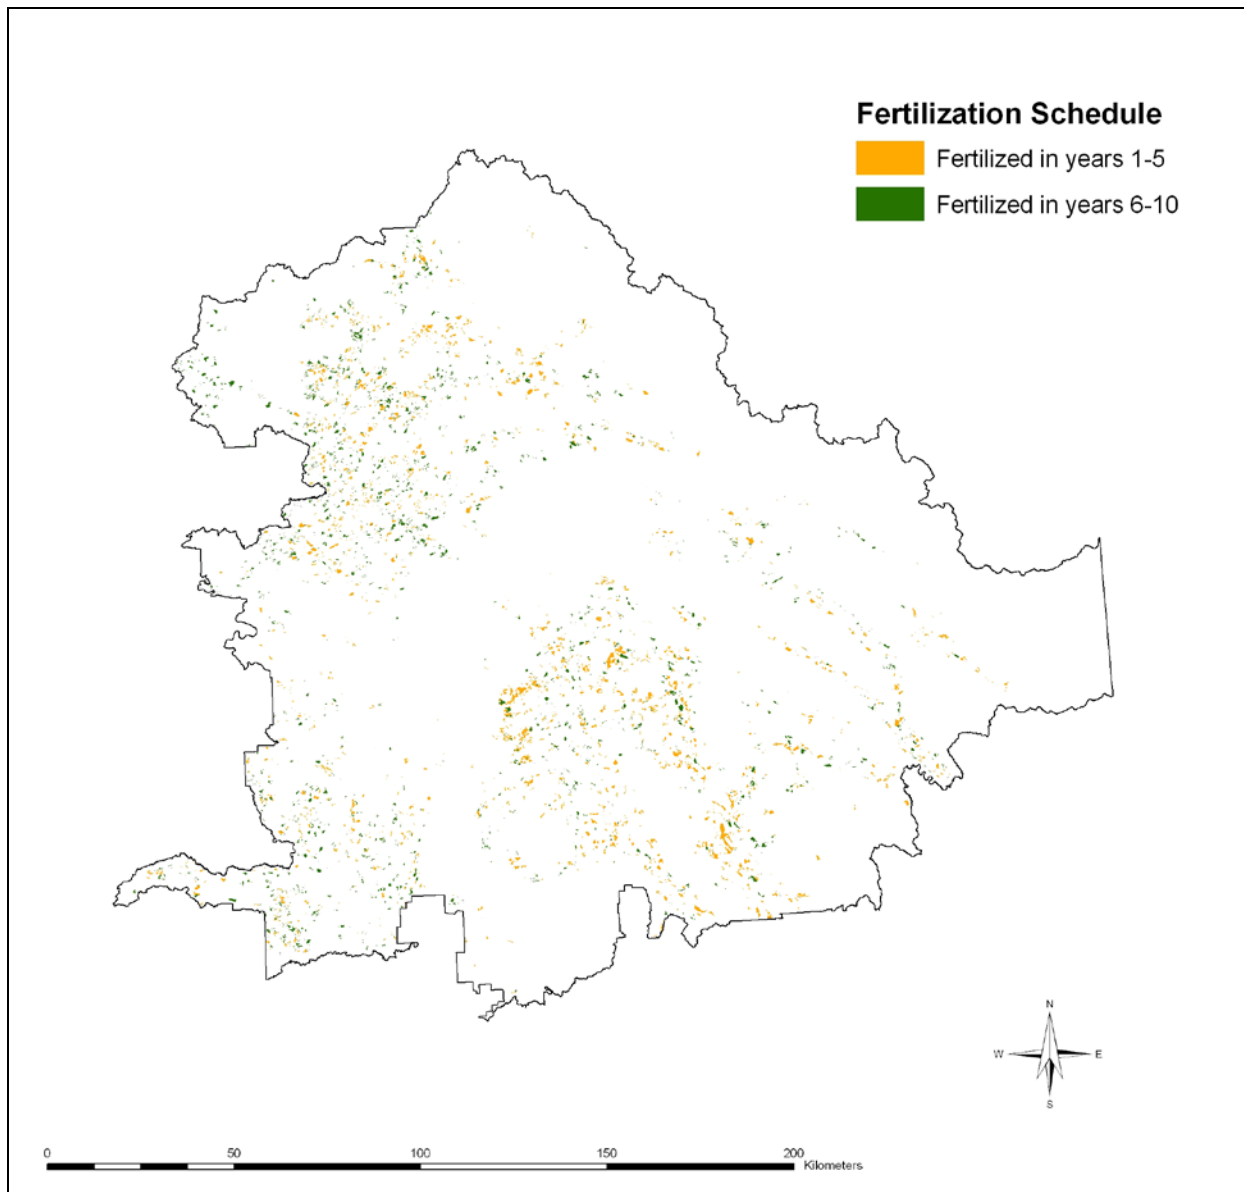 Fertilization Schedule
Fertilized in years 1-5
Fertilized in years 6-10
N
W E
S
0 50 100 150 200
Kilometers